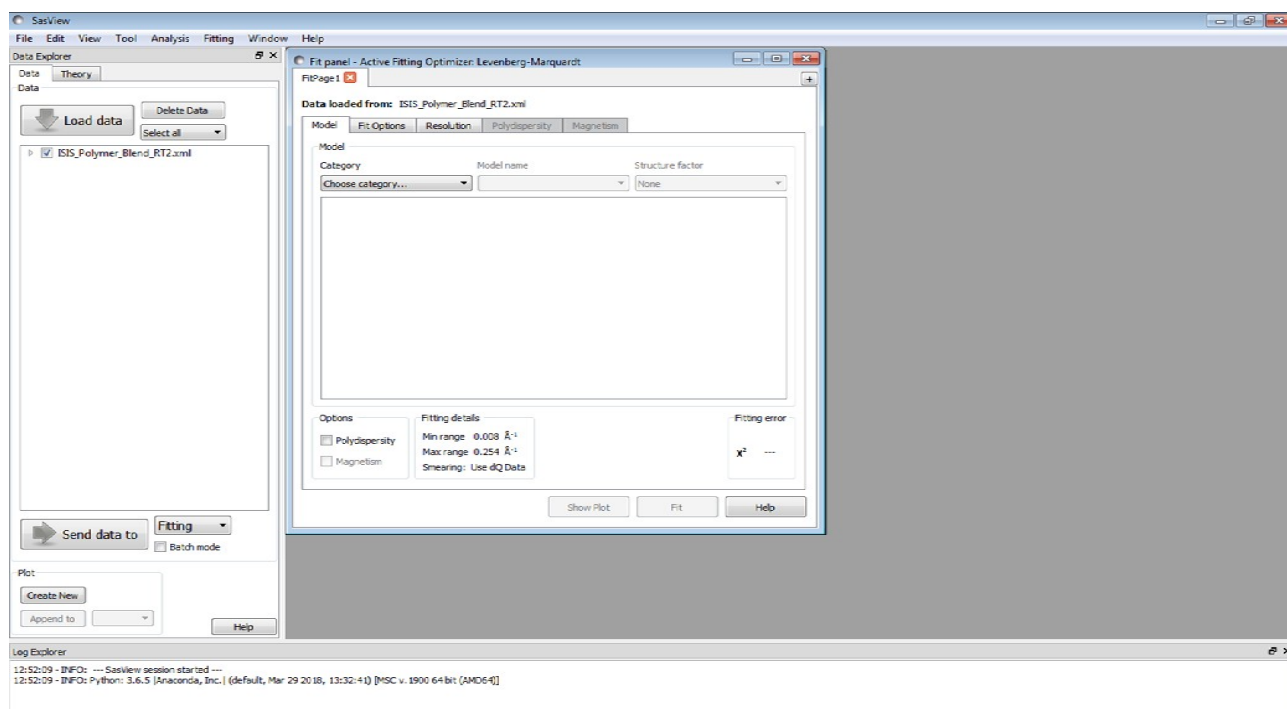 SasView
File Edit View Tool Analysis Fitting Window Help
Data Explorer
Data Theory
Data
Load data
Delete Data
Select all
ISIS_Polymer_Blend_RT2.xml
Send data to
Fitting
Batch mode
Plot
Create New
Append to
Help
Fit panel - Active Fitting Optimizer: Levenberg-Marquardt
FitPage1
Data loaded from: ISIS_Polymer_Blend_RT2.xml
Model Fit Options Resolution Polydispersity Magnetism
Model
Category Model name Structure factor
Choose category... None
Options
Polydispersity
Magnetism
Fitting details
Min range 0.008 Å-1
Max range 0.254 Å-1
Smearing: Use dQ Data
Fitting error
χ² ---
Show Plot Fit Help
Log Explorer
12:52:09 - INFO: --- SasView session started ---
12:52:09 - INFO: Python: 3.6.5 |Anaconda, Inc.| (default, Mar 29 2018, 13:32:41) [MSC v.1900 64 bit (AMD64)]